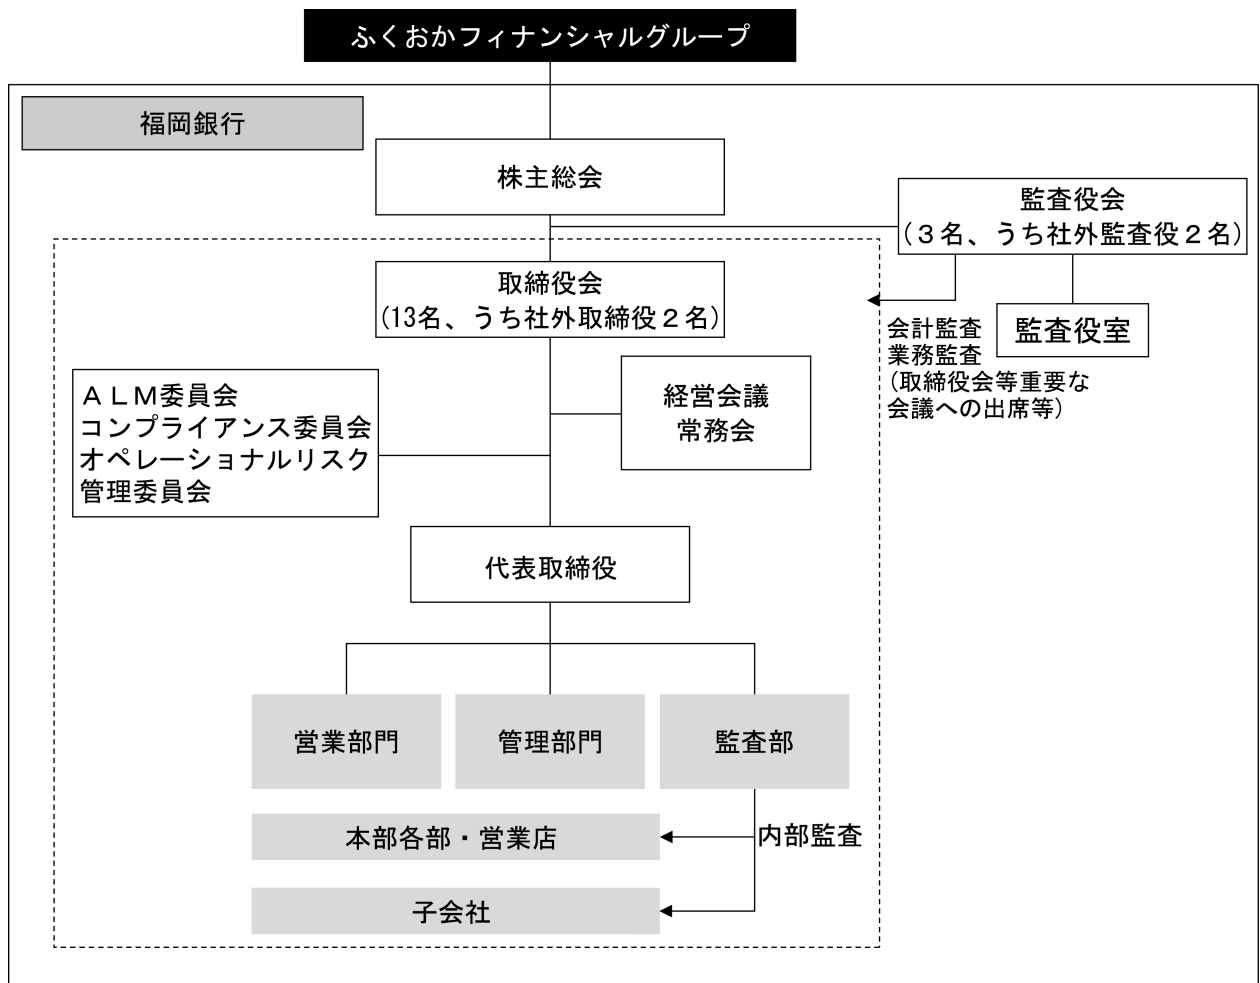 ふくおかフィナンシャルグループ
福岡銀行
株主総会
監査役会
(３名、うち社外監査役２名)
取締役会
(13名、うち社外取締役２名)
監査役室
会計監査
業務監査
(取締役会等重要な
会議への出席等)
経営会議
常務会
ＡＬＭ委員会
コンプライアンス委員会
オペレーショナルリスク
管理委員会
代表取締役
営業部門
管理部門
監査部
本部各部・営業店
内部監査
子会社